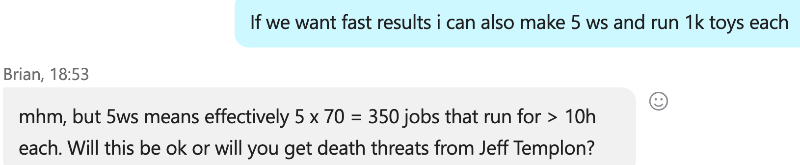 If we want fast results i can also make 5 ws and run 1k toys each
Brian, 18:53
mhm, but 5ws means effectively 5 x 70 = 350 jobs that run for > 10h
each. Will this be ok or will you get death threats from Jeff Templon?